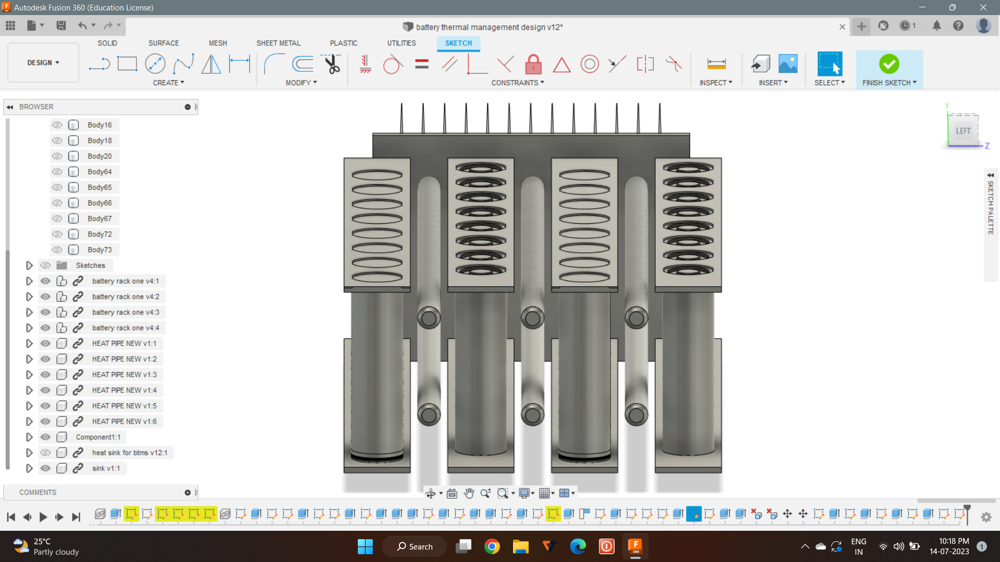 Autodesk Fusion 360 (Education License)
battery thermal management design v12*
1
SOLID SURFACE MESH SHEET METAL PLASTIC UTILITIES SKETCH
DESIGN
CREATE MODIFY CONSTRAINTS INSPECT INSERT SELECT FINISH SKETCH
BROWSER
Body16
Body18
Body20
Body64
Body65
Body66
Body67
Body72
Body73
Sketches
battery rack one v4:1
battery rack one v4:2
battery rack one v4:3
battery rack one v4:4
HEAT PIPE NEW v1:1
HEAT PIPE NEW v1:2
HEAT PIPE NEW v1:3
HEAT PIPE NEW v1:4
HEAT PIPE NEW v1:5
HEAT PIPE NEW v1:6
Component1:1
heat sink for btms v12:1
sink v1:1
COMMENTS
Y
LEFT
Z
SKETCH PALETTE
25°C
Partly cloudy
Search
F
360
ENG
IN
10:18 PM
14-07-2023
1